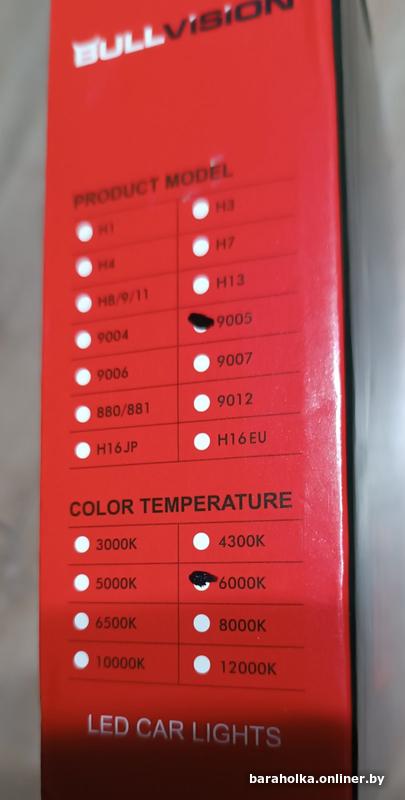 BULLVISION
PRODUCT MODEL
H1 H3
H4 H7
H8/9/11 H13
9004 9005
9006 9007
880/881 9012
H16JP H16EU
COLOR TEMPERATURE
3000K 4300K
5000K 6000K
6500K 8000K
10000K 12000K
LED CAR LIGHTS
baraholka.onliner.by